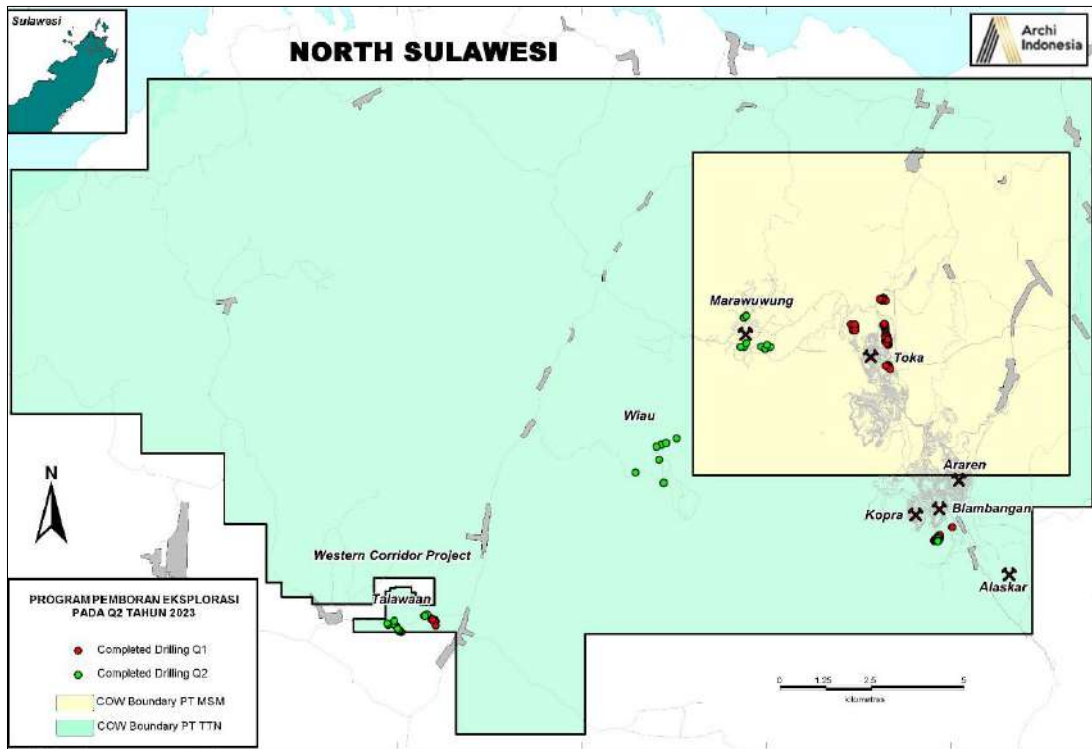 Sulawesi
NORTH SULAWESI
Archi
Indonesia
Marawuwung
Toka
Wiau
Araren
Kopra
Blambangan
Alaskar
Western Corridor Project
Talawaan
N
PROGRAM PEMBORAN EKSPLORASI
PADA Q2 TAHUN 2023
Completed Drilling Q1
Completed Drilling Q2
COW Boundary PT MSM
COW Boundary PT TTN
0 1.25 2.5 5
kilometres